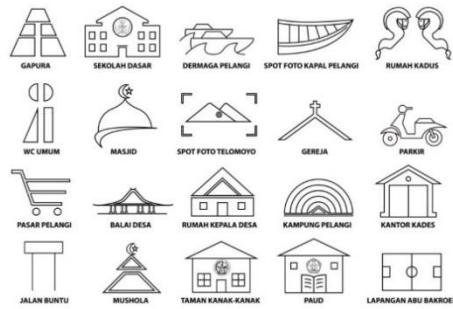 GAPURA
SEKOLAH DASAR
DERMAGA PELANGI
SPOT FOTO KAPAL PELANGI
RUMAH KADUS
WC UMUM
MASJID
SPOT FOTO TELOMOYO
GEREJA
PARKIR
PASAR PELANGI
BALAI DESA
RUMAH KEPALA DESA
KAMPUNG PELANGI
KANTOR KADES
JALAN BUNTU
MUSHOLA
TAMAN KANAK-KANAK
PAUD
LAPANGAN ABU BAKROE